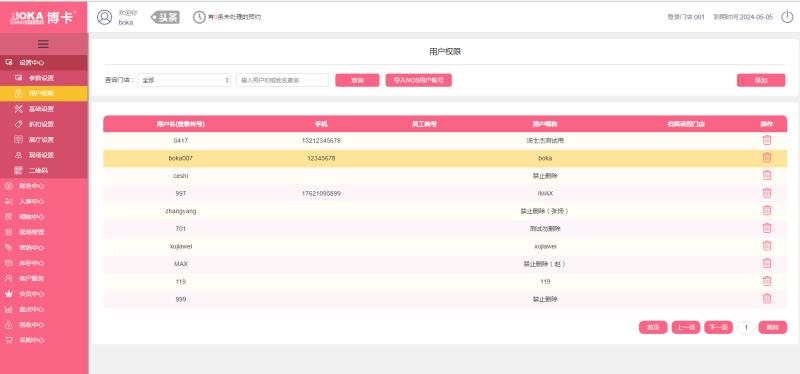 BOKA 博卡
欢迎你
boka
头条
有0条未处理的预约
登录门店:001
到期时间:2024-05-05
设置中心
参数设置
用户权限
基础设置
折扣设置
展厅设置
现场设置
二维码
财务中心
人事中心
稽核中心
现场管理
营销中心
库存中心
客户服务
会员中心
盘点中心
创收中心
采购中心
用户权限
查询门店：
全部
输入用户ID或姓名查询
查询
导入NOS用户帐号
添加
用户名(登录帐号) 手机 员工编号 用户昵称 归属设置门店 操作
0417 13212345678 汤士杰测试用
boka007 12345678 boka
ceshi 禁止删除
997 17621095899 IMAX
zhangyang 禁止删除（张扬）
701 测试勿删除
xujiawei xujiawei
MAX 禁止删除（赵）
119 119
999 禁止删除
首页 上一页 下一页 1 跳转